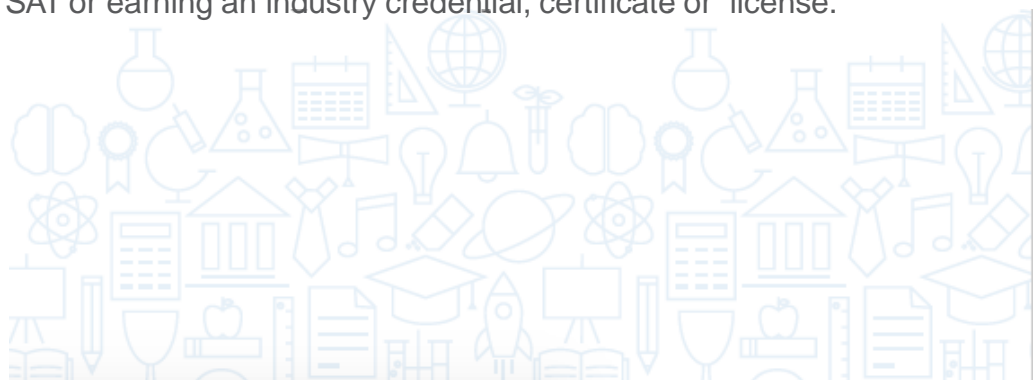 SAT or earning an industry credential, certificate or license.